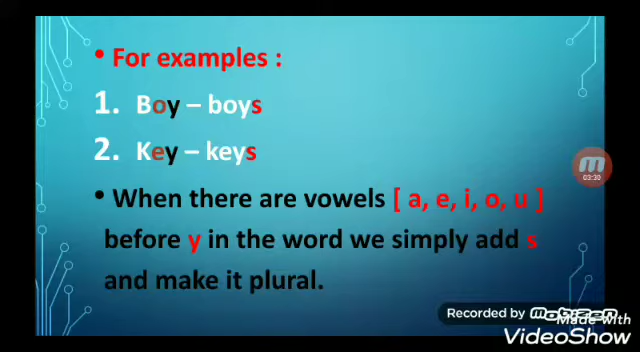 • For examples :
1. Boy – boys
2. Key – keys
• When there are vowels [ a, e, i, o, u ]
before y in the word we simply add s
and make it plural.
03:30
Recorded by Mobizen
Made with
VideoShow